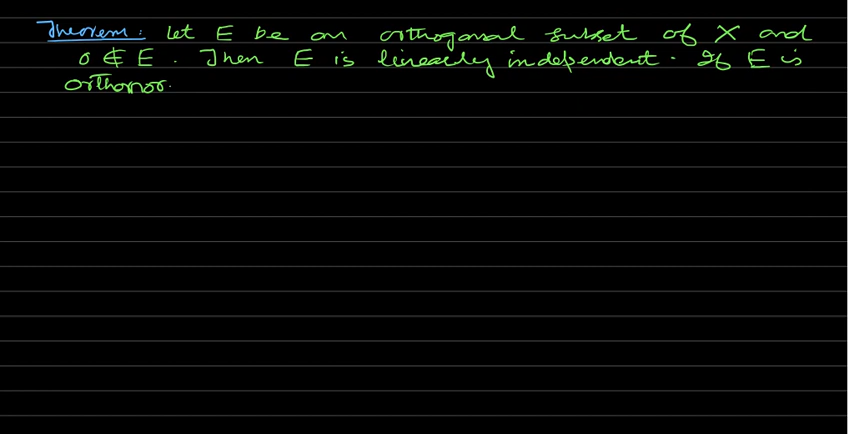 Theorem: Let E be an orthogonal subset of X and
0 ∉ E. Then E is linearly independent. If E is
orthonor